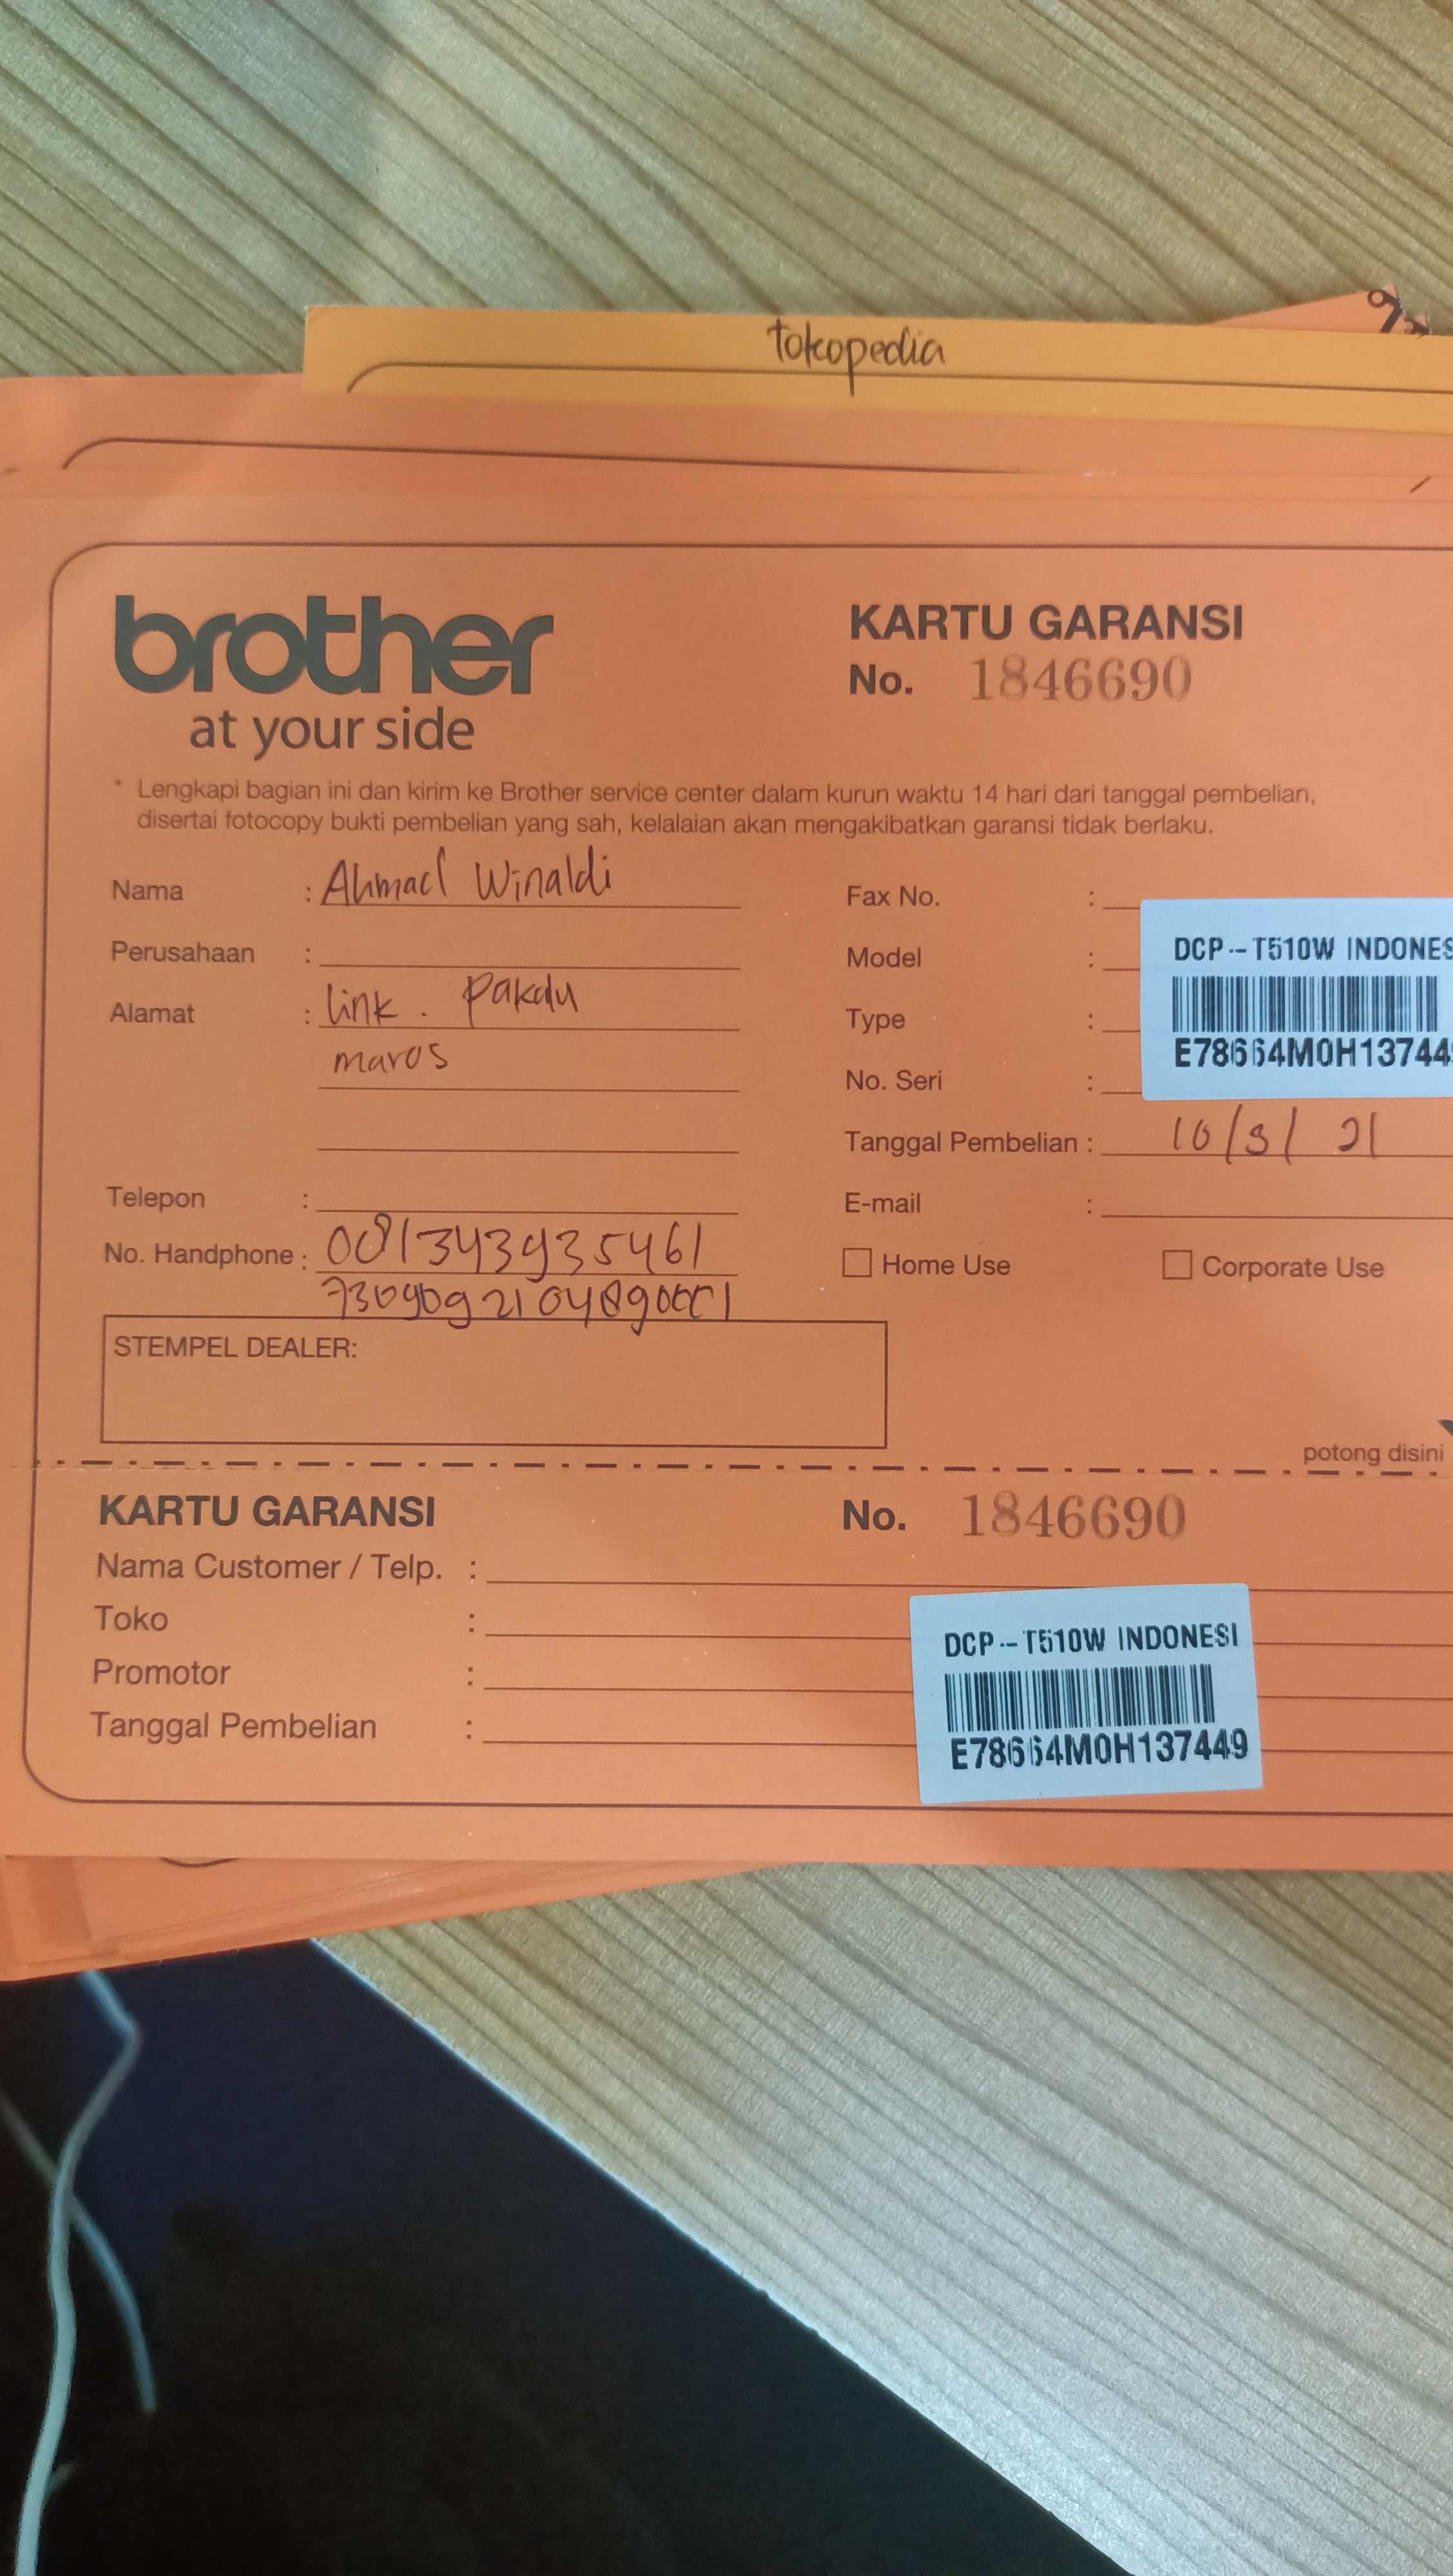 tokopedia
brother
at your side
KARTU GARANSI
No. 1846690
* Lengkapi bagian ini dan kirim ke Brother service center dalam kurun waktu 14 hari dari tanggal pembelian,
disertai fotocopy bukti pembelian yang sah, kelalaian akan mengakibatkan garansi tidak berlaku.
Nama : Ahmad Winaldi
Perusahaan :
Alamat : link. Pakalu
maros
Telepon :
No. Handphone :
Fax No. :
Model :
Type :
No. Seri :
DCP--T510W INDONES
E78664M0H13744
Tanggal Pembelian : 10/3/21
E-mail :
Home Use
Corporate Use
STEMPEL DEALER:
potong disini
KARTU GARANSI
No. 1846690
Nama Customer / Telp. :
Toko :
Promotor :
Tanggal Pembelian :
DCP--T510W INDONESI
E78664M0H137449